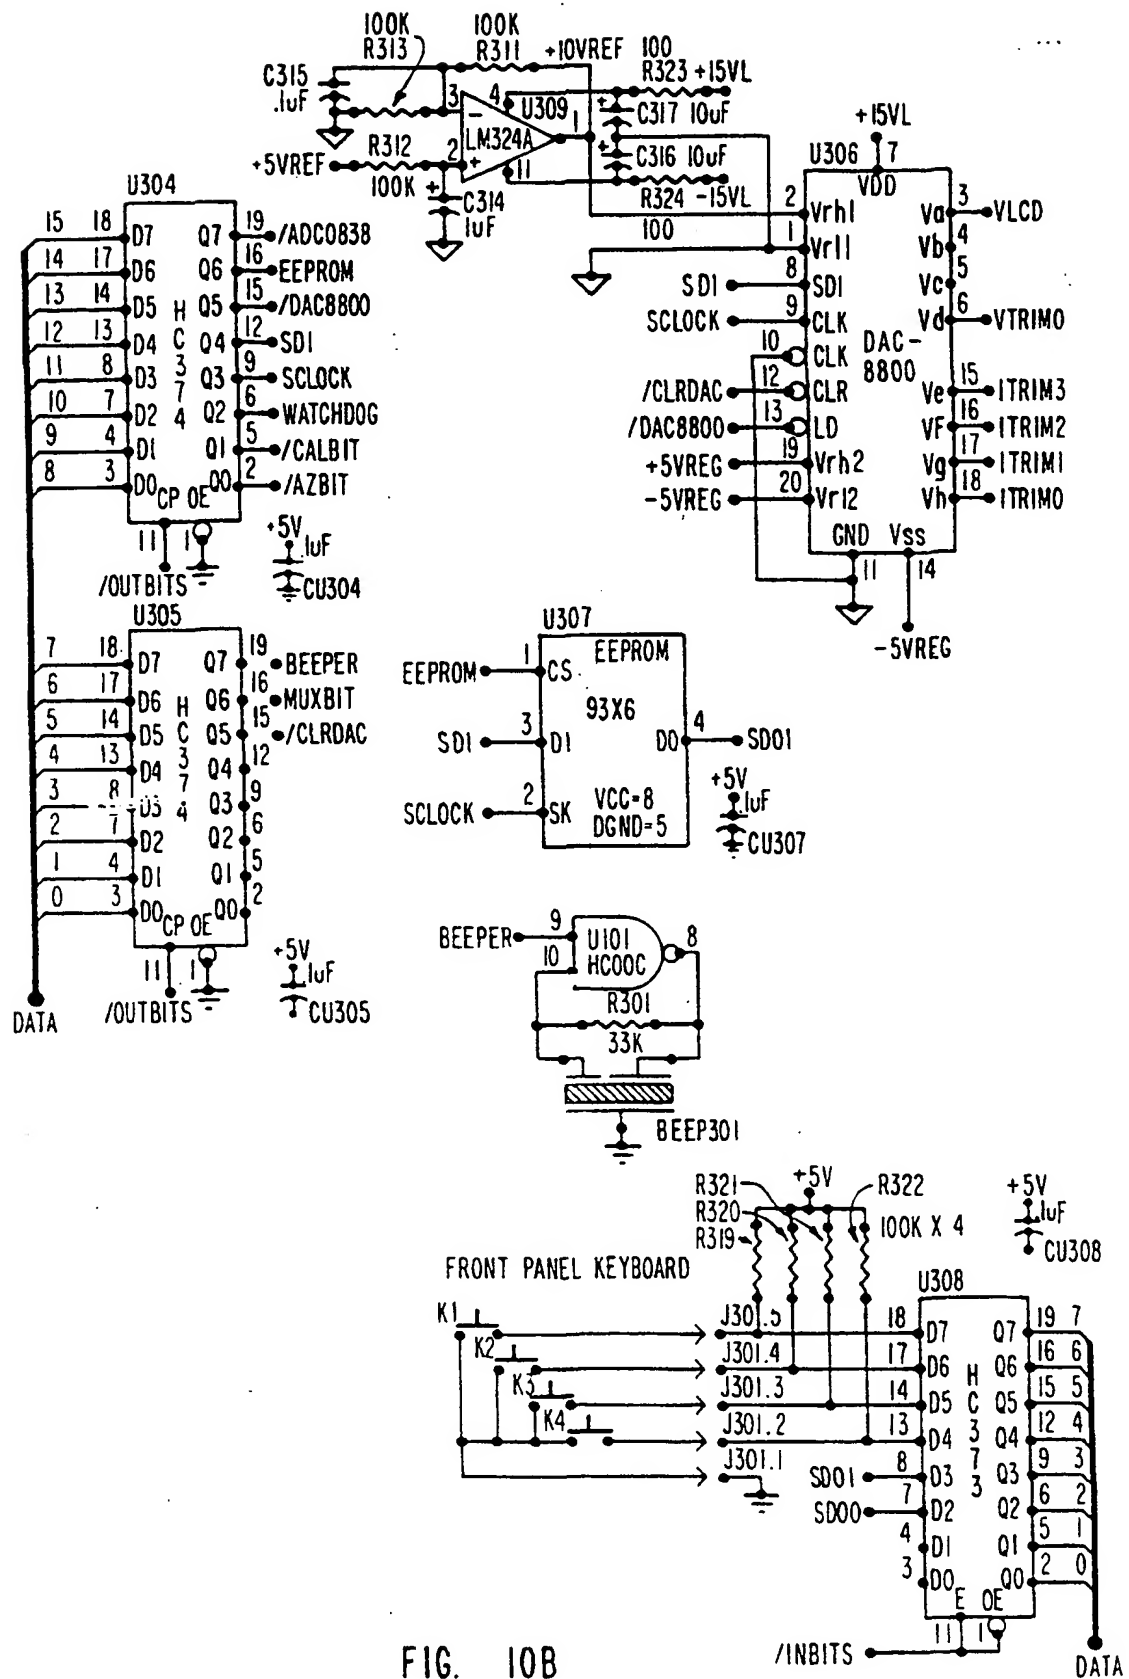 100K
R313
100K
R311
+10VREF
100
R323 +15VL
C315
.1uF
3
4
U309
1
LM324A
C317 10uF
C316 10uF
2
11
R312
100K
+5VREF
C314
1uF
R324 -15VL
100
+15VL
U306
7
VDD
2 Vrh1
1 Vrl1
SDI 8 SDI
SCLOCK 9 CLK
10 CLK
/CLRDAC 12 CLR
/DAC8800 13 LD
+5VREG 19 Vrh2
-5VREG 20 Vrl2
DAC-
8800
Va 3 VLCD
Vb 4
Vc 5
Vd 6 VTRIMO
Ve 15 ITRIM3
VF 16 ITRIM2
Vg 17 ITRIM1
Vh 18 ITRIMO
GND Vss
11 14
-5VREG
U304
15 18 D7 Q7 19 /ADC0838
14 17 D6 Q6 16 EEPROM
13 14 D5 Q5 15 /DAC8800
12 13 D4 Q4 12 SDI
11 8 D3 Q3 9 SCLOCK
10 7 D2 Q2 6 WATCHDOG
9 4 D1 Q1 5 /CALBIT
8 3 D0 Q0 2 /AZBIT
HC374
CP OE
11 1
/OUTBITS
+5V
.1uF
CU304
U305
7 18 D7 Q7 19 BEEPER
6 17 D6 Q6 16 MUXBIT
5 14 D5 Q5 15 /CLRDAC
4 13 D4 Q4 12
3 8 D3 Q3 9
2 7 D2 Q2 6
1 4 D1 Q1 5
0 3 D0 Q0 2
HC374
CP OE
11 1
/OUTBITS
+5V
.1uF
CU305
DATA
U307
EEPROM
93X6
EEPROM 1 CS
SDI 3 DI
SCLOCK 2 SK
DO 4 SDO1
VCC=8
DGND=5
+5V
.1uF
CU307
BEEPER 9
10
U101
HC00C
8
R301
33K
BEEP301
R321
R320
R319
+5V
R322
100K X 4
+5V
.1uF
CU308
FRONT PANEL KEYBOARD
U308
K1
K2
K3
K4
J301.5 18 D7 Q7 19 7
J301.4 17 D6 Q6 16 6
J301.3 14 D5 Q5 15 5
J301.2 13 D4 Q4 12 4
J301.1
SDO1 8 D3 Q3 9 3
SDO0 7 D2 Q2 6 2
4 D1 Q1 5 1
3 D0 Q0 2 0
HC373
E OE
11 1
/INBITS
DATA
FIG. 10B